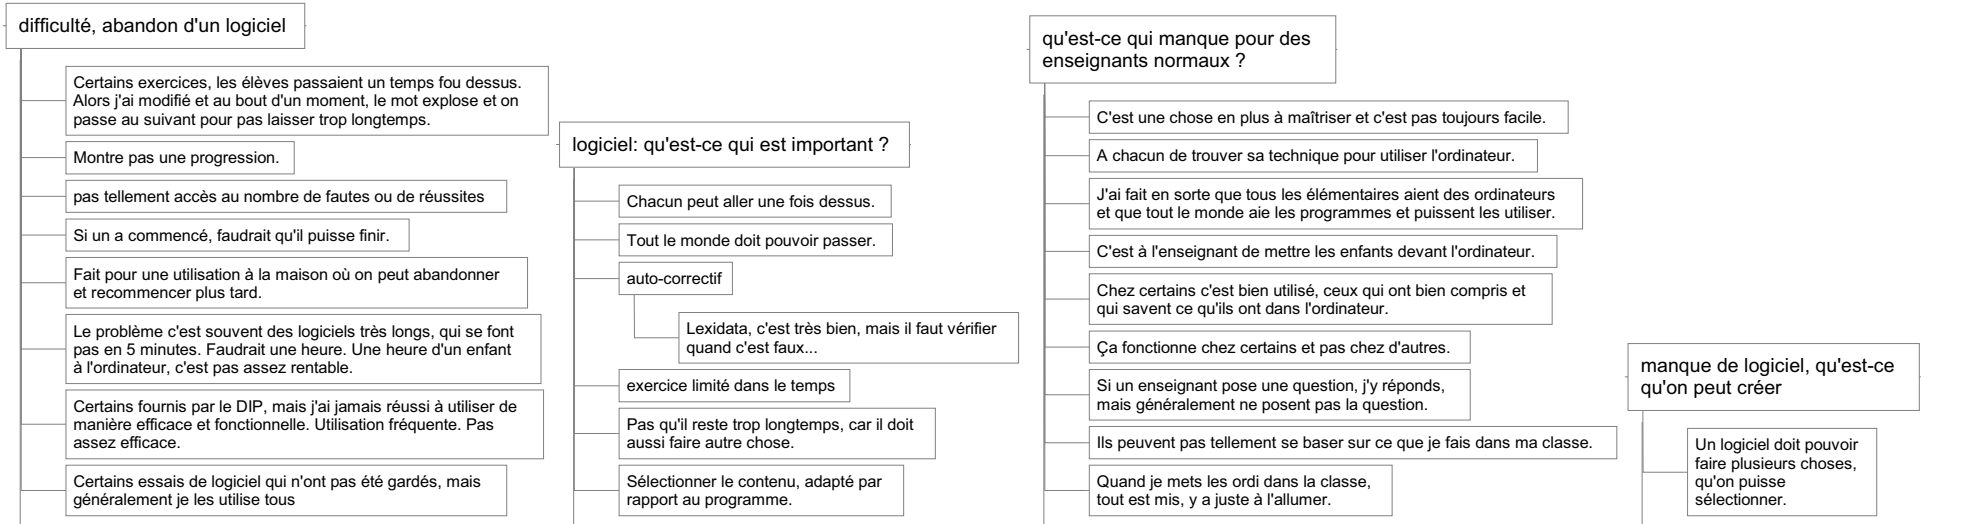 difficulté, abandon d'un logiciel
Certains exercices, les élèves passaient un temps fou dessus.
Alors j'ai modifié et au bout d'un moment, le mot explose et on
passe au suivant pour pas laisser trop longtemps.
Montre pas une progression.
pas tellement accès au nombre de fautes ou de réussites
Si un a commencé, faudrait qu'il puisse finir.
Fait pour une utilisation à la maison où on peut abandonner
et recommencer plus tard.
Le problème c'est souvent des logiciels très longs, qui se font
pas en 5 minutes. Faudrait une heure. Une heure d'un enfant
à l'ordinateur, c'est pas assez rentable.
Certains fournis par le DIP, mais j'ai jamais réussi à utiliser de
manière efficace et fonctionnelle. Utilisation fréquente. Pas
assez efficace.
Certains essais de logiciel qui n'ont pas été gardés, mais
généralement je les utilise tous
logiciel: qu'est-ce qui est important ?
Chacun peut aller une fois dessus.
Tout le monde doit pouvoir passer.
auto-correctif
Lexidata, c'est très bien, mais il faut vérifier
quand c'est faux...
exercice limité dans le temps
Pas qu'il reste trop longtemps, car il doit
aussi faire autre chose.
Sélectionner le contenu, adapté par
rapport au programme.
qu'est-ce qui manque pour des
enseignants normaux ?
C'est une chose en plus à maîtriser et c'est pas toujours facile.
A chacun de trouver sa technique pour utiliser l'ordinateur.
J'ai fait en sorte que tous les élémentaires aient des ordinateurs
et que tout le monde aie les programmes et puissent les utiliser.
C'est à l'enseignant de mettre les enfants devant l'ordinateur.
Chez certains c'est bien utilisé, ceux qui ont bien compris et
qui savent ce qu'ils ont dans l'ordinateur.
Ça fonctionne chez certains et pas chez d'autres.
Si un enseignant pose une question, j'y réponds,
mais généralement ne posent pas la question.
Ils peuvent pas tellement se baser sur ce que je fais dans ma classe.
Quand je mets les ordi dans la classe,
tout est mis, y a juste à l'allumer.
manque de logiciel, qu'est-ce
qu'on peut créer
Un logiciel doit pouvoir
faire plusieurs choses,
qu'on puisse
sélectionner.